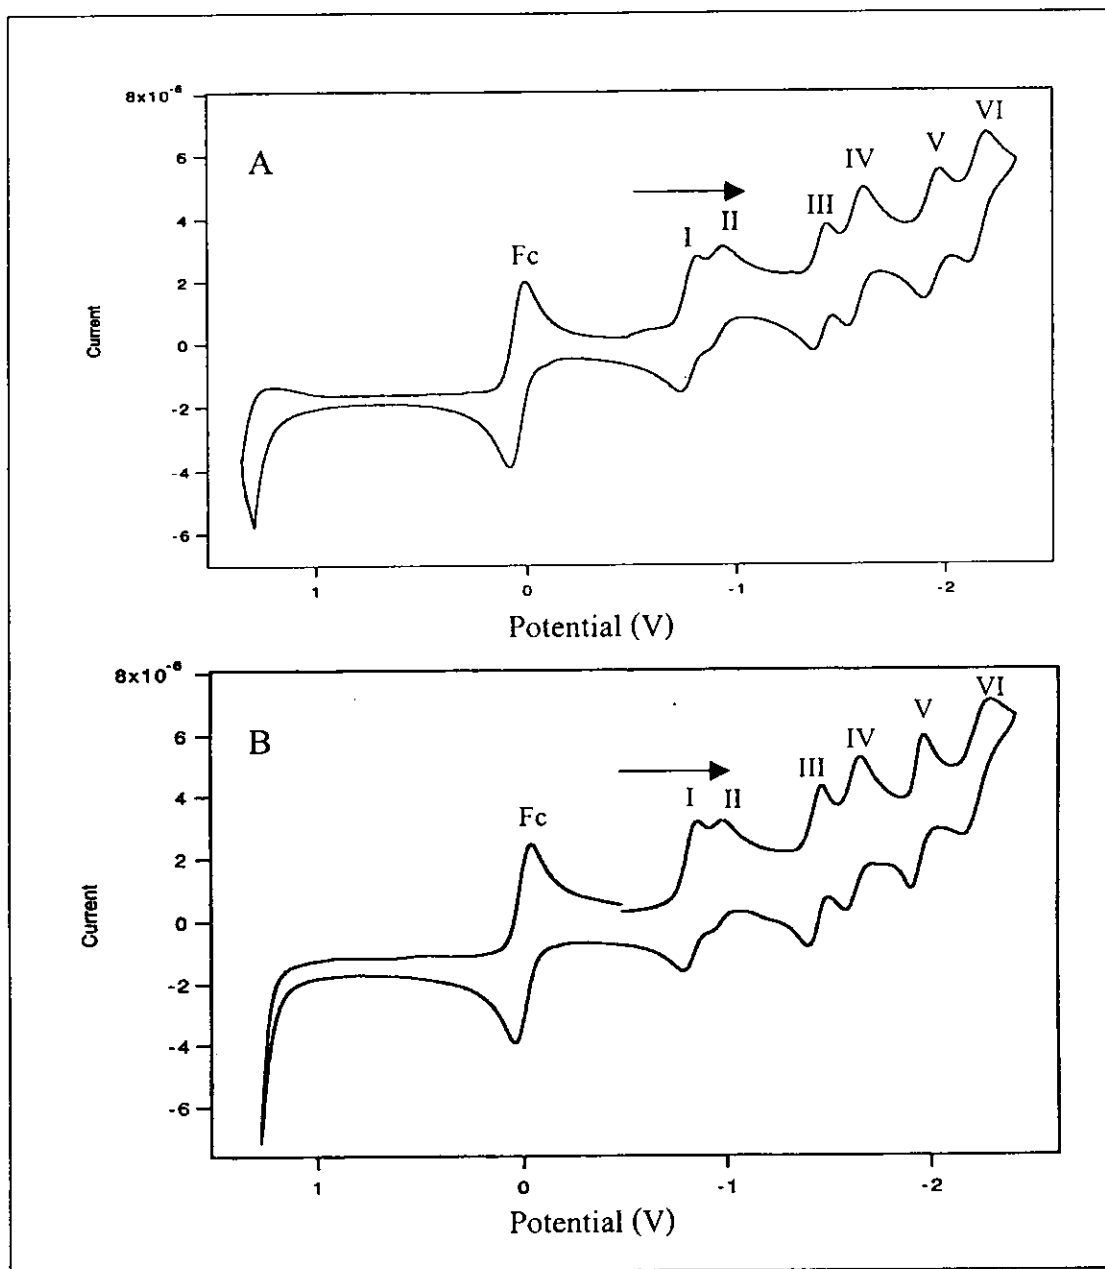 8x10⁻⁶
A
VI
V
IV
6
4
III
Fc
I
II
2
Current
0
-2
-4
-6
1
0
-1
-2
Potential (V)
8x10⁻⁶
B
VI
V
IV
6
III
4
Fc
I
II
2
Current
0
-2
-4
-6
1
0
-1
-2
Potential (V)